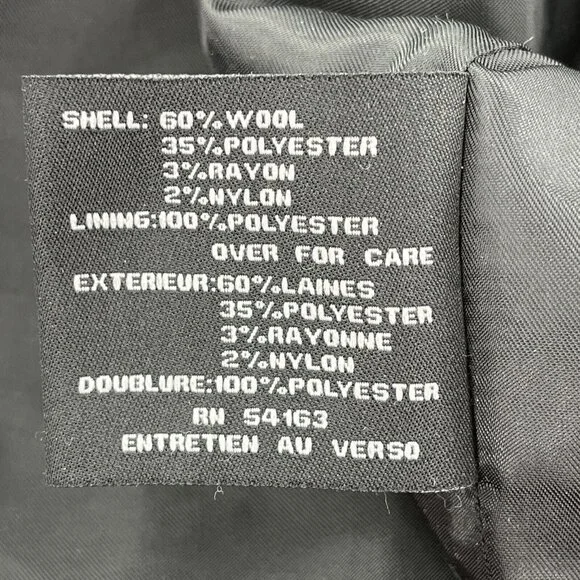 SHELL: 60%WOOL
35%POLYESTER
3%RAYON
2%NYLON
LINING:100%POLYESTER
OVER FOR CARE
EXTERIEUR:60%LAINES
35%POLYESTER
3%RAYONNE
2%NYLON
DOUBLURE:100%POLYESTER
RN 54163
ENTRETIEN AU VERSO